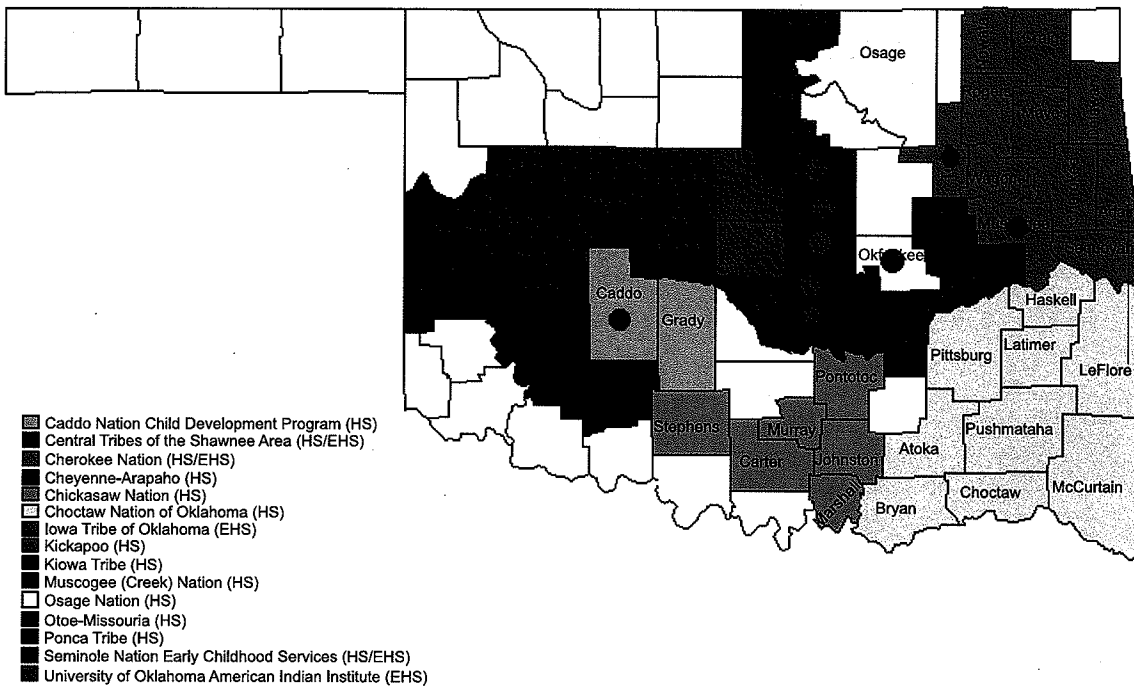 Osage
Okfuskee
Caddo
Grady
Haskell
Pittsburg
Latimer
LeFlore
Pontotoc
Stephens
Murray
Carter
Johnston
Atoka
Pushmataha
Marshall
Bryan
Choctaw
McCurtain
Caddo Nation Child Development Program (HS)
Central Tribes of the Shawnee Area (HS/EHS)
Cherokee Nation (HS/EHS)
Cheyenne-Arapaho (HS)
Chickasaw Nation (HS)
Choctaw Nation of Oklahoma (HS)
Iowa Tribe of Oklahoma (EHS)
Kickapoo (HS)
Kiowa Tribe (HS)
Muscogee (Creek) Nation (HS)
Osage Nation (HS)
Otoe-Missouria (HS)
Ponca Tribe (HS)
Seminole Nation Early Childhood Services (HS/EHS)
University of Oklahoma American Indian Institute (EHS)